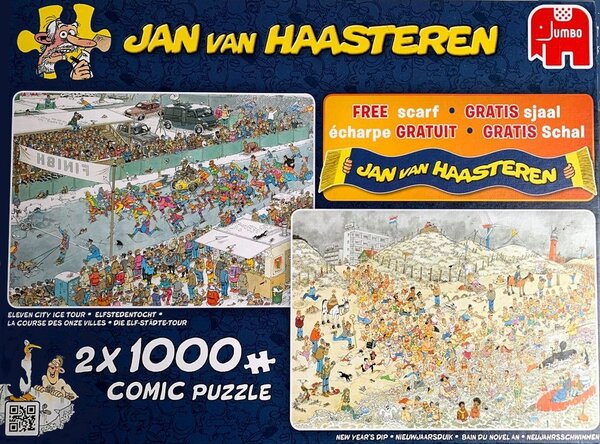 JAN VAN HAASTEREN
JUMBO
FREE scarf • GRATIS sjaal
écharpe GRATUIT • GRATIS Schal
JAN VAN HAASTEREN
FINISH
ELEVEN CITY ICE TOUR • ELFSTEDENTOCHT •
LA COURSE DES ONZE VILLES • DIE ELF-STÄDTE-TOUR
2X 1000
COMIC PUZZLE
NEW YEAR'S DIP • NIEUWJAARSDUIK • BAIN DU NOUVEL AN • NEUJAHRSSCHWIMMEN